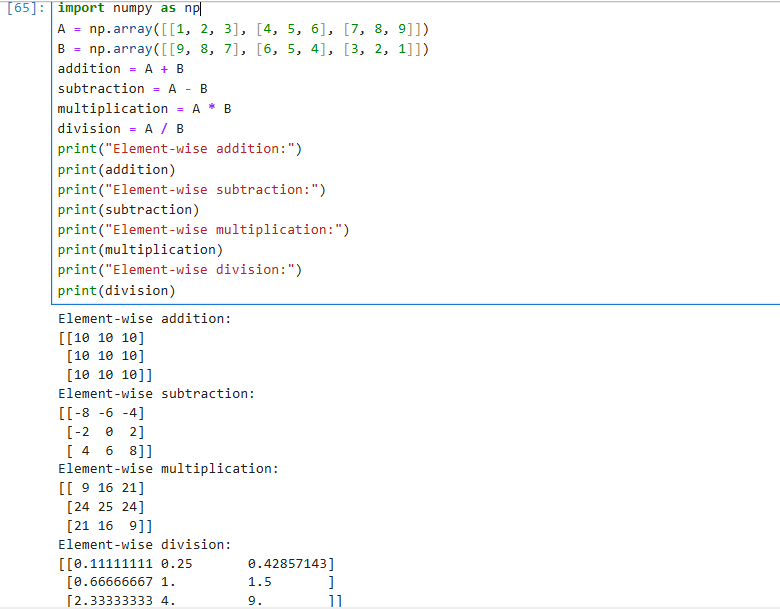 [65]: import numpy as np
A = np.array([[1, 2, 3], [4, 5, 6], [7, 8, 9]])
B = np.array([[9, 8, 7], [6, 5, 4], [3, 2, 1]])
addition = A + B
subtraction = A - B
multiplication = A * B
division = A / B
print("Element-wise addition:")
print(addition)
print("Element-wise subtraction:")
print(subtraction)
print("Element-wise multiplication:")
print(multiplication)
print("Element-wise division:")
print(division)
Element-wise addition:
[[10 10 10]
 [10 10 10]
 [10 10 10]]
Element-wise subtraction:
[[-8 -6 -4]
 [-2  0  2]
 [ 4  6  8]]
Element-wise multiplication:
[[ 9 16 21]
 [24 25 24]
 [21 16  9]]
Element-wise division:
[[0.11111111 0.25       0.42857143]
 [0.66666667 1.         1.5       ]
 [2.33333333 4.         9.        ]]